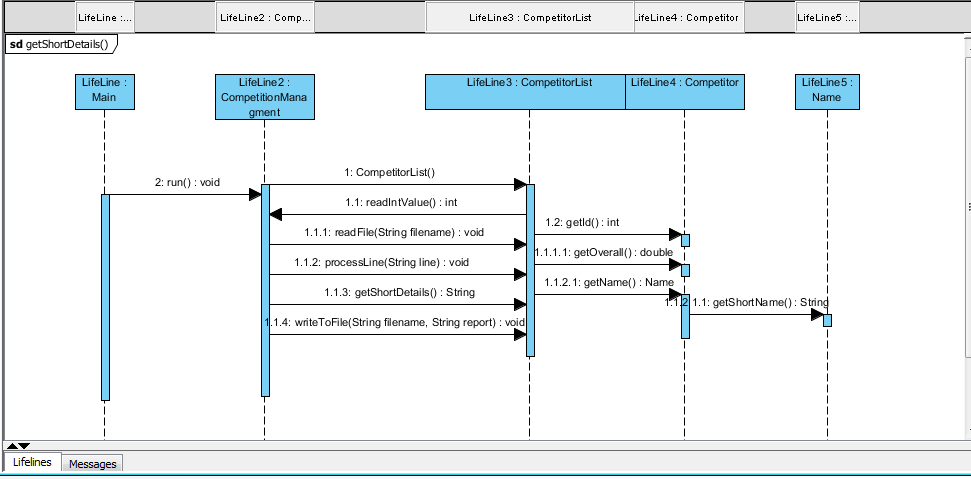 LifeLine :...
LifeLine2 : Comp...
LifeLine3 : CompetitorList
LifeLine4 : Competitor
LifeLine5 :...
sd getShortDetails()
LifeLine :
Main
LifeLine2 :
CompetitionManag
gment
LifeLine3 : CompetitorList
LifeLine4 : Competitor
LifeLine5 :
Name
1: CompetitorList()
2: run() : void
1.1: readIntValue() : int
1.2: getId() : int
1.1.1: readFile(String filename) : void
1.1.1.1: getOverall() : double
1.1.2: processLine(String line) : void
1.1.2.1: getName() : Name
1.1.3: getShortDetails() : String
1.1.2.1.1: getShortName() : String
1.1.4: writeToFile(String filename, String report) : void
Lifelines
Messages